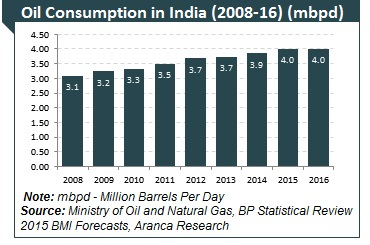 Oil Consumption in India (2008-16) (mbpd)
4.50
4.00
3.50
3.00
2.50
2.00
1.50
1.00
0.50
0.00
3.1 3.2 3.3 3.5 3.7 3.7 3.9 4.0 4.0
2008 2009 2010 2011 2012 2013 2014 2015 2016
Note: mbpd - Million Barrels Per Day
Source: Ministry of Oil and Natural Gas, BP Statistical Review
2015 BMI Forecasts, Aranca Research